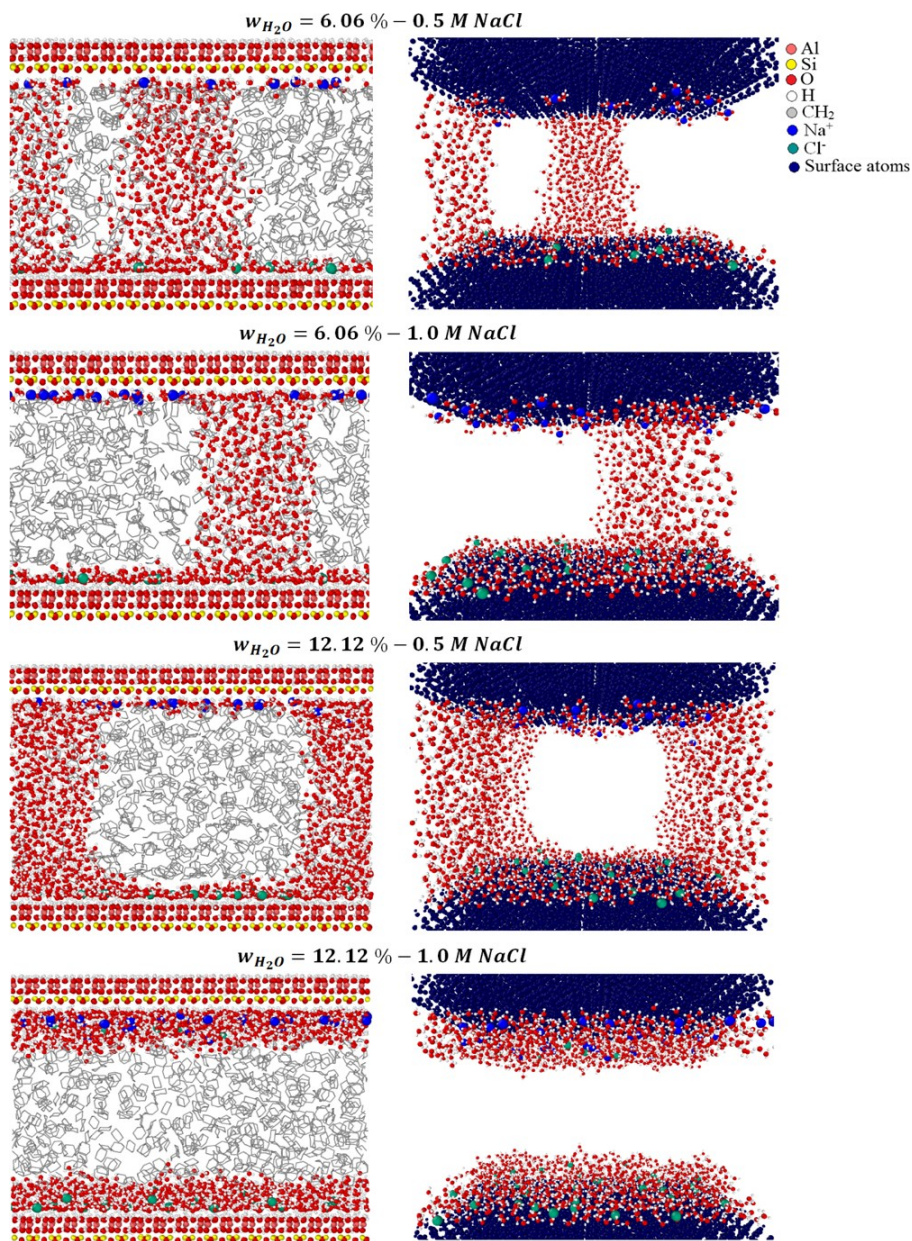 w_{H_2O} = 6.06 % − 0.5 M NaCl
Al
Si
O
H
CH₂
Na⁺
Cl⁻
Surface atoms
w_{H_2O} = 6.06 % − 1.0 M NaCl
w_{H_2O} = 12.12 % − 0.5 M NaCl
w_{H_2O} = 12.12 % − 1.0 M NaCl